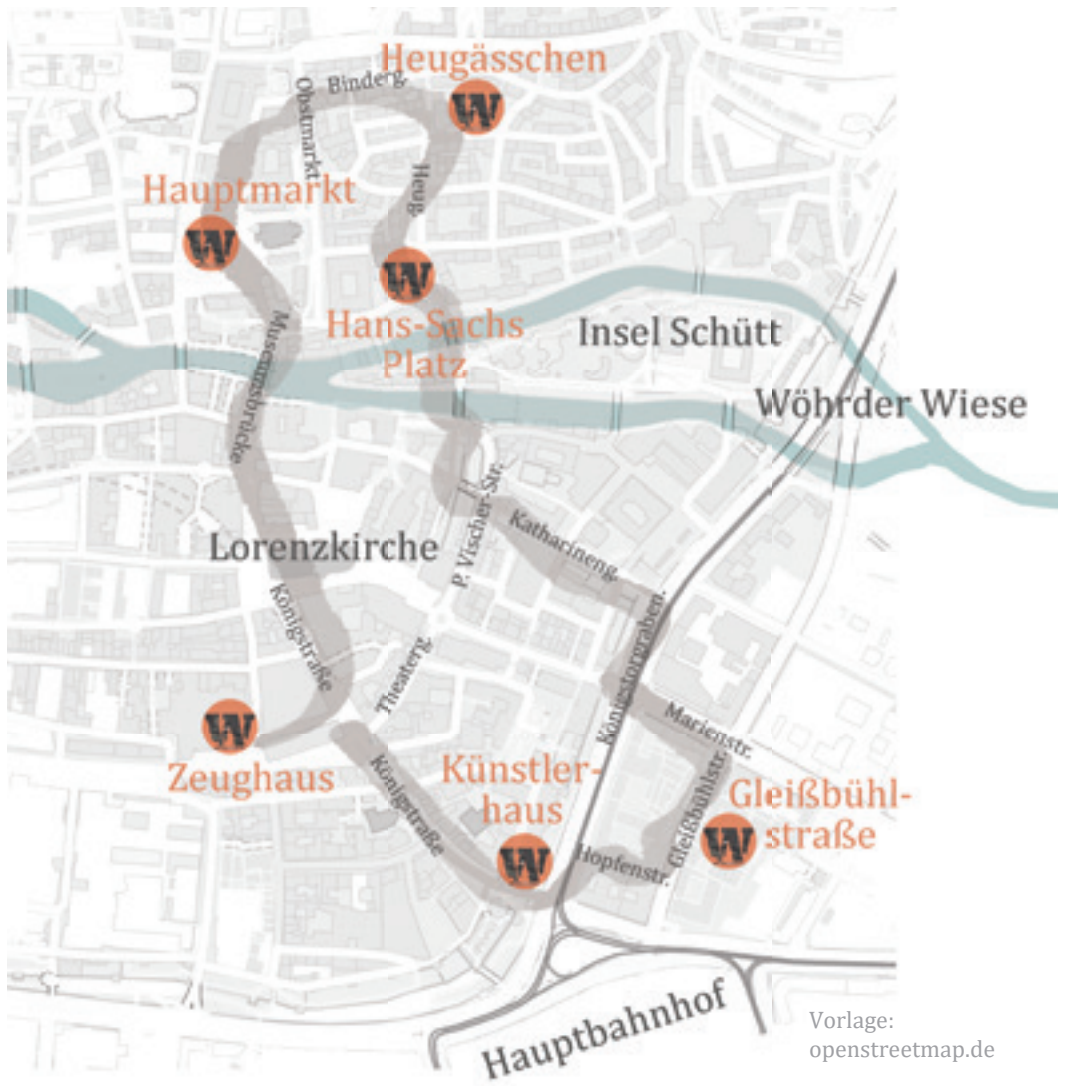 Heugässchen
W
Binderg.
Obstmarkt
Heug.
Hauptmarkt
W
W
Hans-Sachs
Platz
Insel Schütt
Museumsbrücke
Wöhrder Wiese
P. Vischer-Str.
Katharineng.
Lorenzkirche
Königstraße
Königstorgraben.
Theaterg.
Marienstr.
W
Zeughaus
Königstraße
Künstler-
haus
W
Gleißbühlstr.
Gleißbühl-
straße
W
Hopfenstr.
Hauptbahnhof
Vorlage:
openstreetmap.de